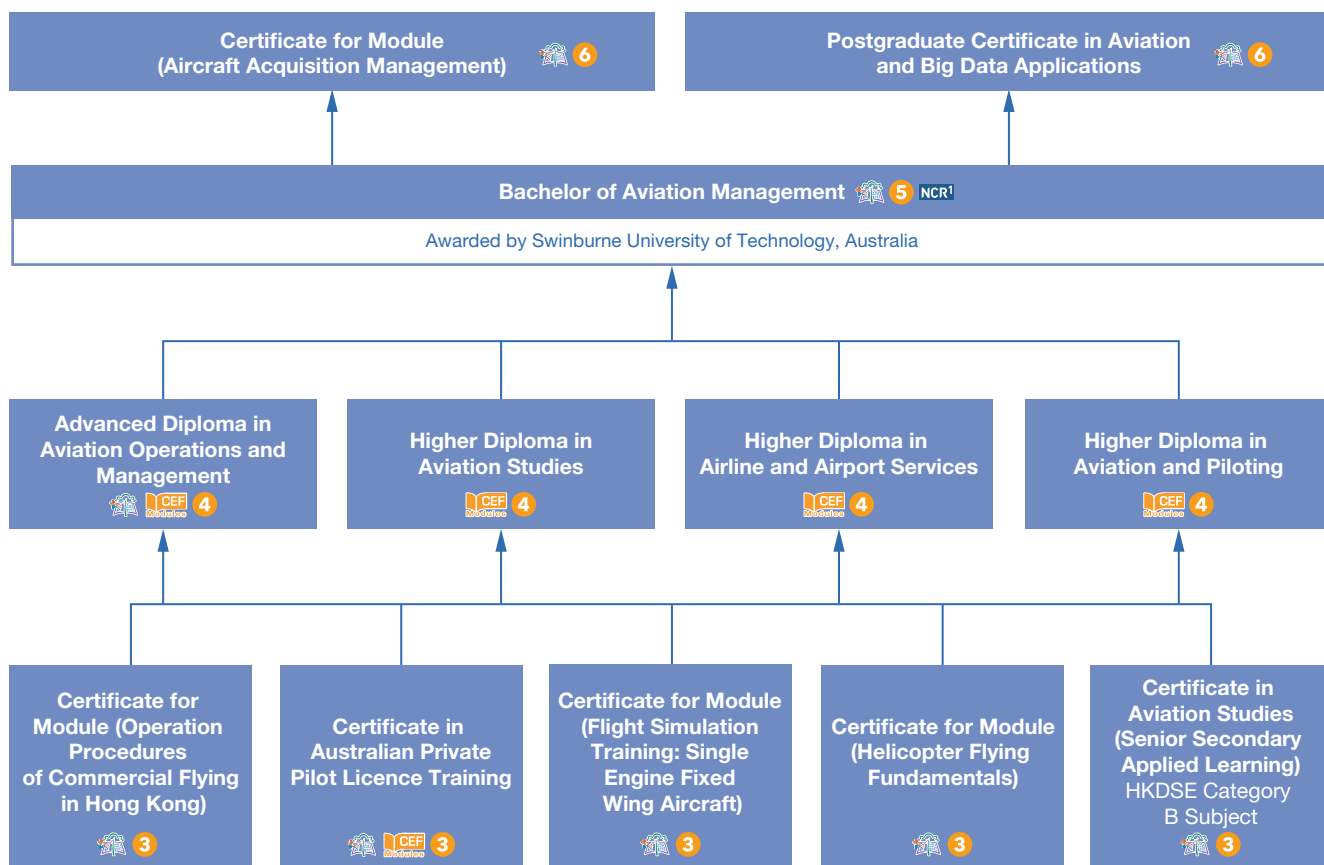 Certificate for Module
(Aircraft Acquisition Management)
6
Postgraduate Certificate in Aviation
and Big Data Applications
6
Bachelor of Aviation Management 5 NCR¹
Awarded by Swinburne University of Technology, Australia
Advanced Diploma in
Aviation Operations and
Management
CEF
Modules
4
Higher Diploma in
Aviation Studies
CEF
Modules
4
Higher Diploma in
Airline and Airport Services
CEF
Modules
4
Higher Diploma in
Aviation and Piloting
CEF
Modules
4
Certificate for
Module (Operation
Procedures
of Commercial Flying
in Hong Kong)
3
Certificate in
Australian Private
Pilot Licence Training
CEF
Modules
3
Certificate for Module
(Flight Simulation
Training: Single
Engine Fixed
Wing Aircraft)
3
Certificate for Module
(Helicopter Flying
Fundamentals)
3
Certificate in
Aviation Studies
(Senior Secondary
Applied Learning)
HKDSE Category
B Subject
3